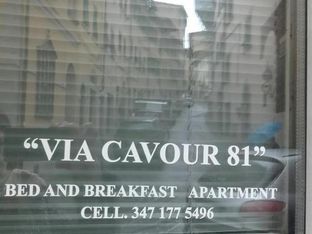 “VIA CAVOUR 81”
BED AND BREAKFAST APARTMENT
CELL. 347 177 5496